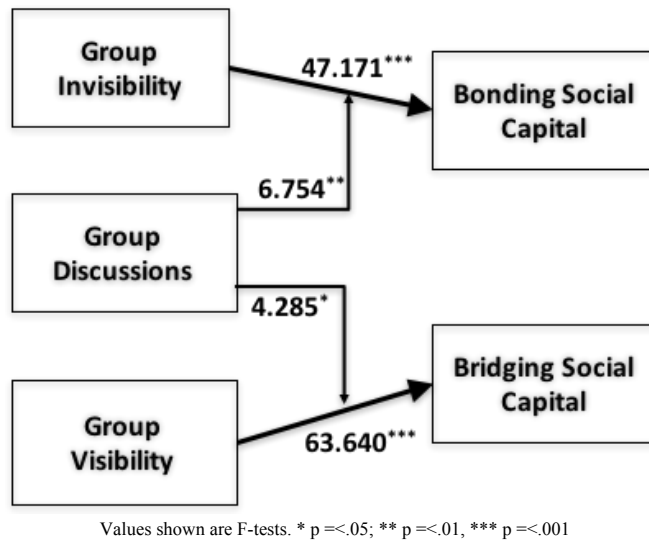 Group
Invisibility
47.171***
Bonding Social
Capital
6.754**
Group
Discussions
4.285*
Bridging Social
Capital
Group
Visibility
63.640***
Values shown are F-tests. * p =<.05; ** p =<.01, *** p =<.001